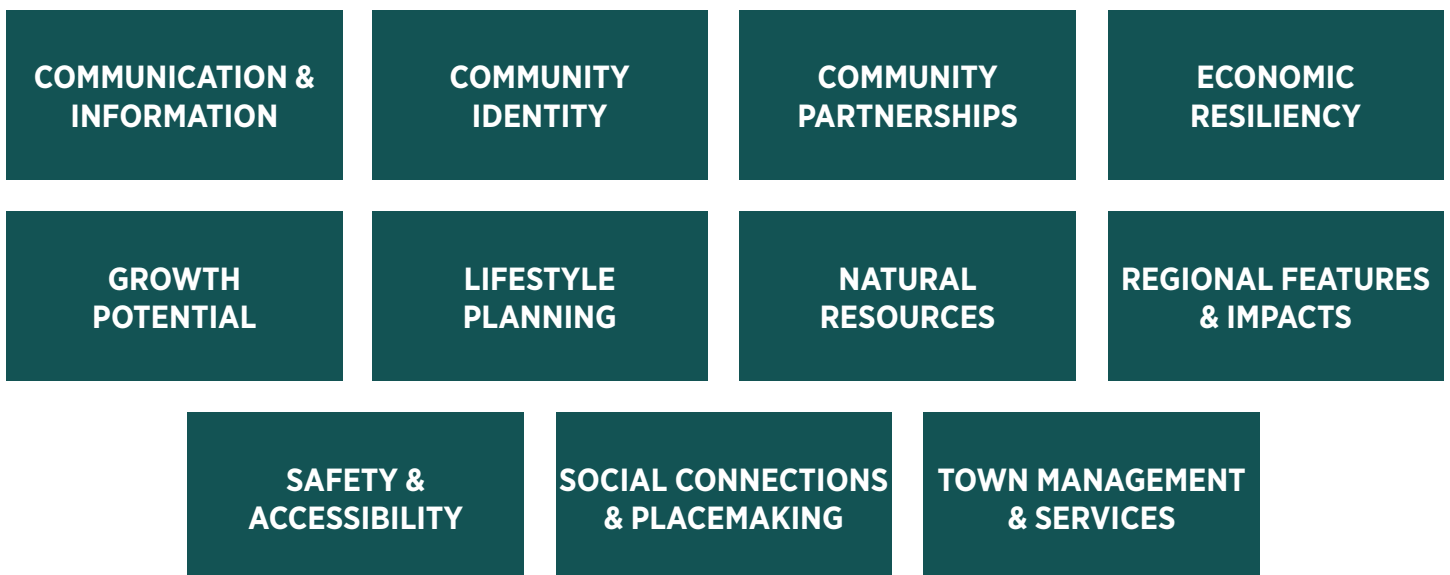 COMMUNICATION &
INFORMATION
COMMUNITY
IDENTITY
COMMUNITY
PARTNERSHIPS
ECONOMIC
RESILIENCY
GROWTH
POTENTIAL
LIFESTYLE
PLANNING
NATURAL
RESOURCES
REGIONAL FEATURES
& IMPACTS
SAFETY &
ACCESSIBILITY
SOCIAL CONNECTIONS
& PLACEMAKING
TOWN MANAGEMENT
& SERVICES